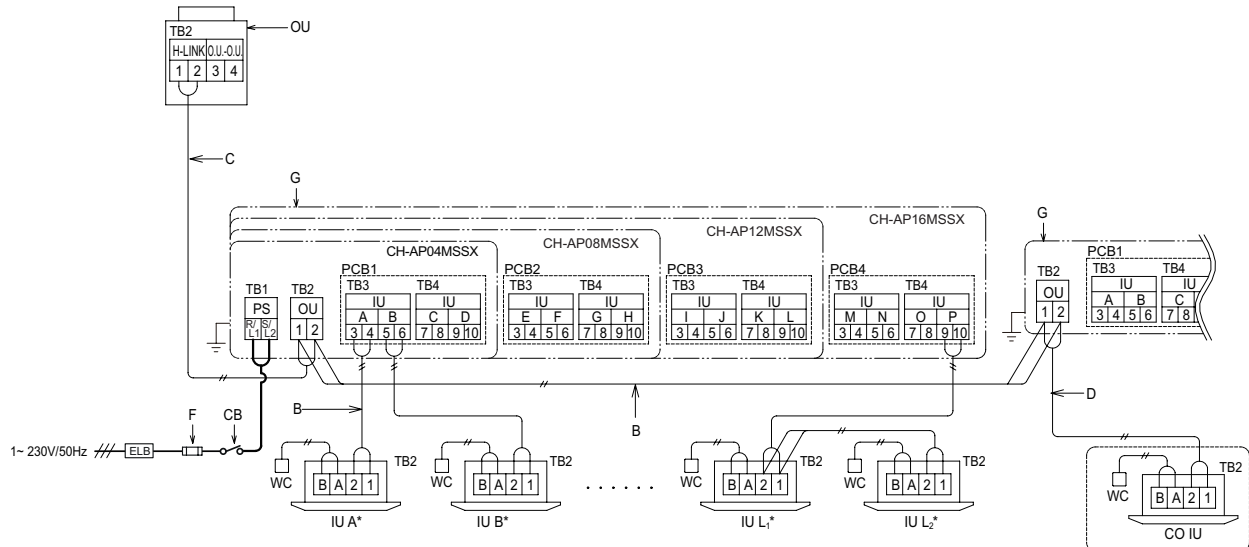 TB2
OU
H-LINK O.U.-O.U.
1 2 3 4
C
G
CH-AP16MSSX
CH-AP12MSSX
CH-AP08MSSX
CH-AP04MSSX
G
PCB1
TB3 TB4
IU IU
A B C D
3 4 5 6 7 8 9 10
PCB2
TB3 TB4
IU IU
E F G H
3 4 5 6 7 8 9 10
PCB3
TB3 TB4
IU IU
I J K L
3 4 5 6 7 8 9 10
PCB4
TB3 TB4
IU IU
M N O P
3 4 5 6 7 8 9 10
TB1 TB2
PS OU
R/L1 S/L2 1 2
TB2
OU
1 2
PCB1
TB3 TB4
IU IU
A B C
3 4 5 6 7 8
B
B
D
F CB
1~ 230V/50Hz ELB
WC B A 2 1 TB2
IU A*
WC B A 2 1 TB2
IU B*
. . . . . .
WC B A 2 1 TB2
IU L₁*
WC B A 2 1 TB2
IU L₂*
WC B A 2 1 TB2
CO IU